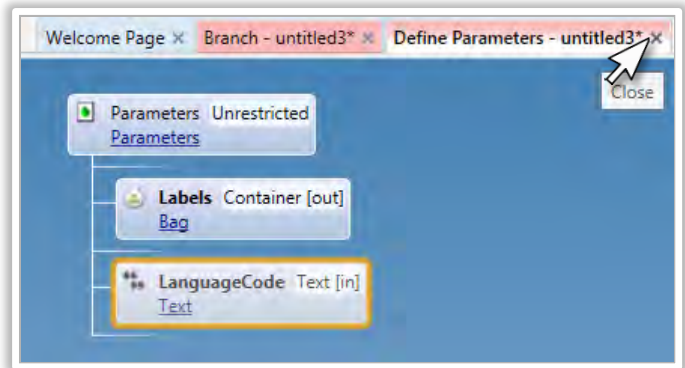 Welcome Page × Branch - untitled3* × Define Parameters - untitled3* ×
Close
Parameters Unrestricted
Parameters
Labels Container [out]
Bag
LanguageCode Text [in]
Text